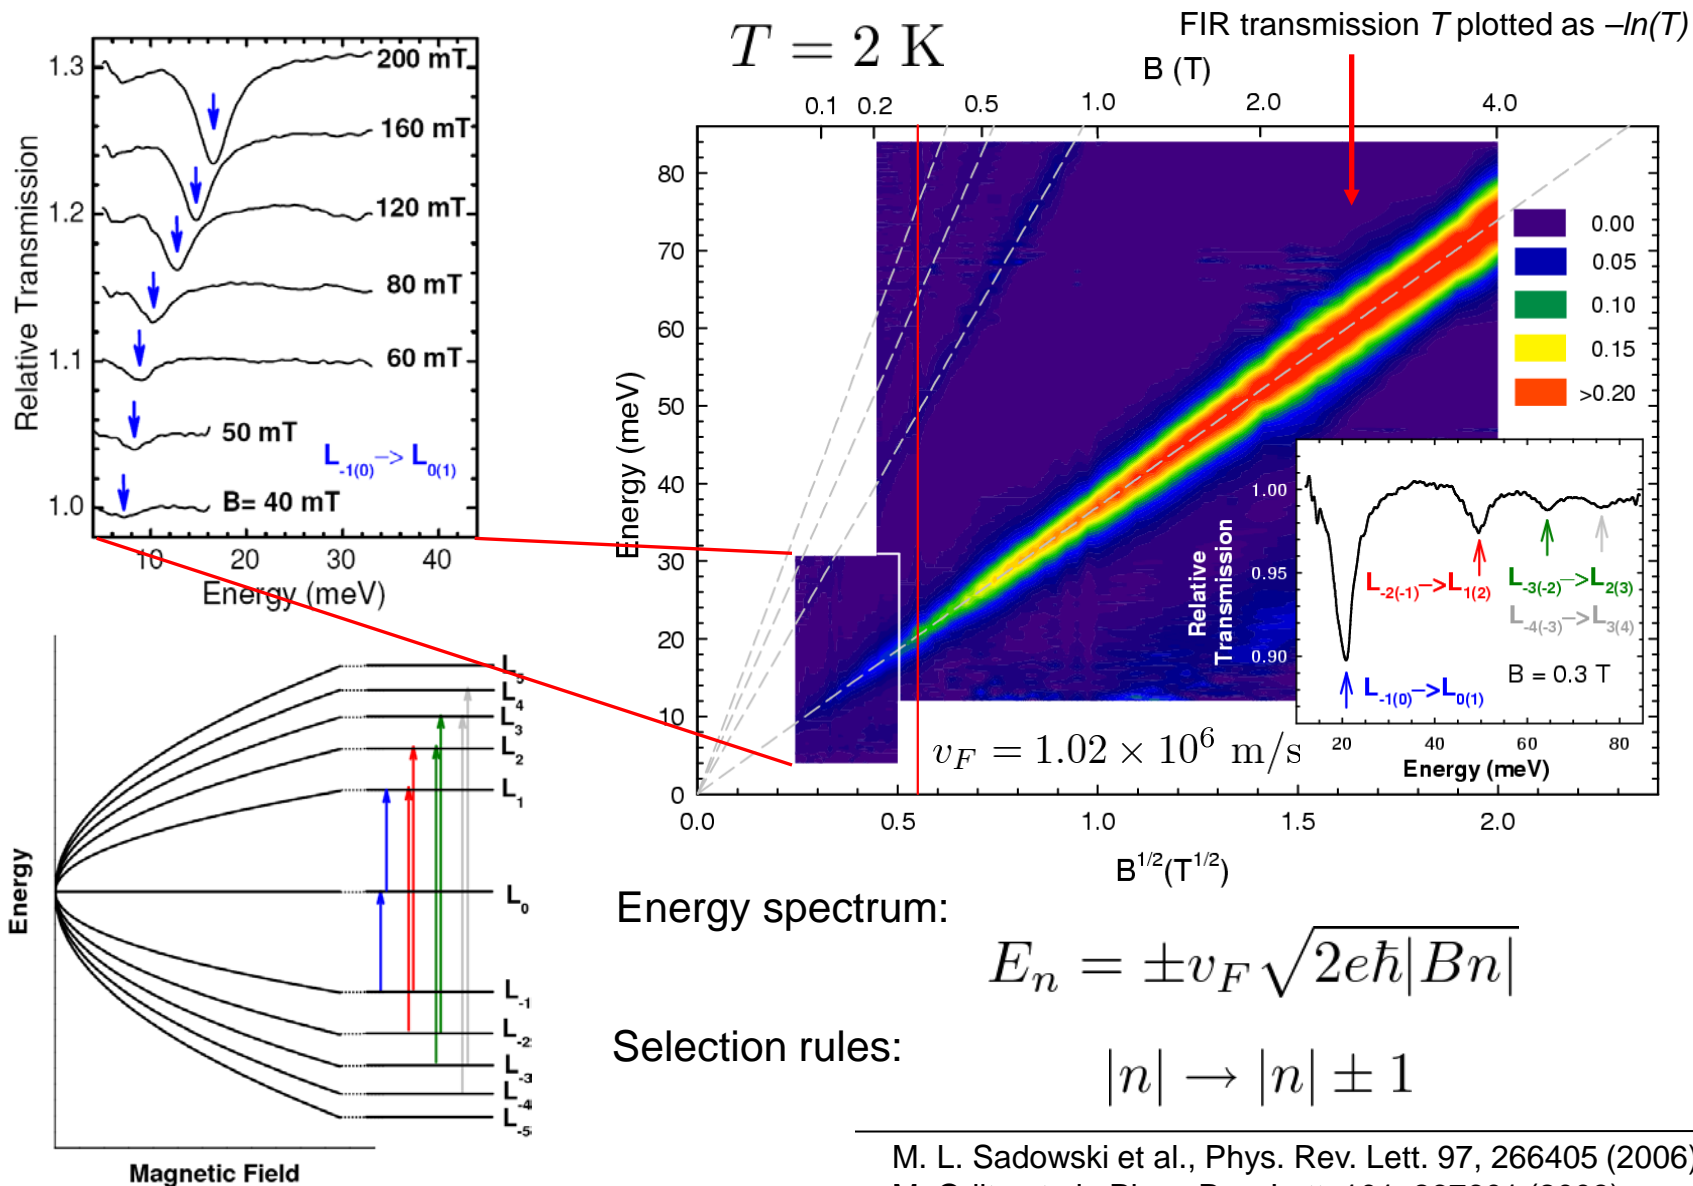 FIR transmission T plotted as –ln(T)
T = 2 K
B (T)
0.1 0.2 0.5 1.0 2.0 4.0
1.3
1.2
1.1
1.0
Relative Transmission
200 mT
160 mT
120 mT
80 mT
60 mT
50 mT
B= 40 mT
L-1(0)–>L0(1)
10 20 30 40
Energy (meV)
80
70
60
50
40
30
20
10
0
Energy (meV)
0.00
0.05
0.10
0.15
>0.20
1.00
0.95
0.90
Relative
Transmission
L-2(-1)–>L1(2)
L-3(-2)–>L2(3)
L-4(-3)–>L3(4)
B = 0.3 T
L-1(0)–>L0(1)
20 40 60 80
Energy (meV)
v_F = 1.02 × 10^6 m/s
0.0 0.5 1.0 1.5 2.0
B^1/2(T^1/2)
L5
L4
L3
L2
L1
L0
L-1
L-2
L-3
L-4
L-5
Energy
Magnetic Field
Energy spectrum:
E_n = ±v_F √2eħ|Bn|
Selection rules:
|n| → |n| ± 1
M. L. Sadowski et al., Phys. Rev. Lett. 97, 266405 (2006)